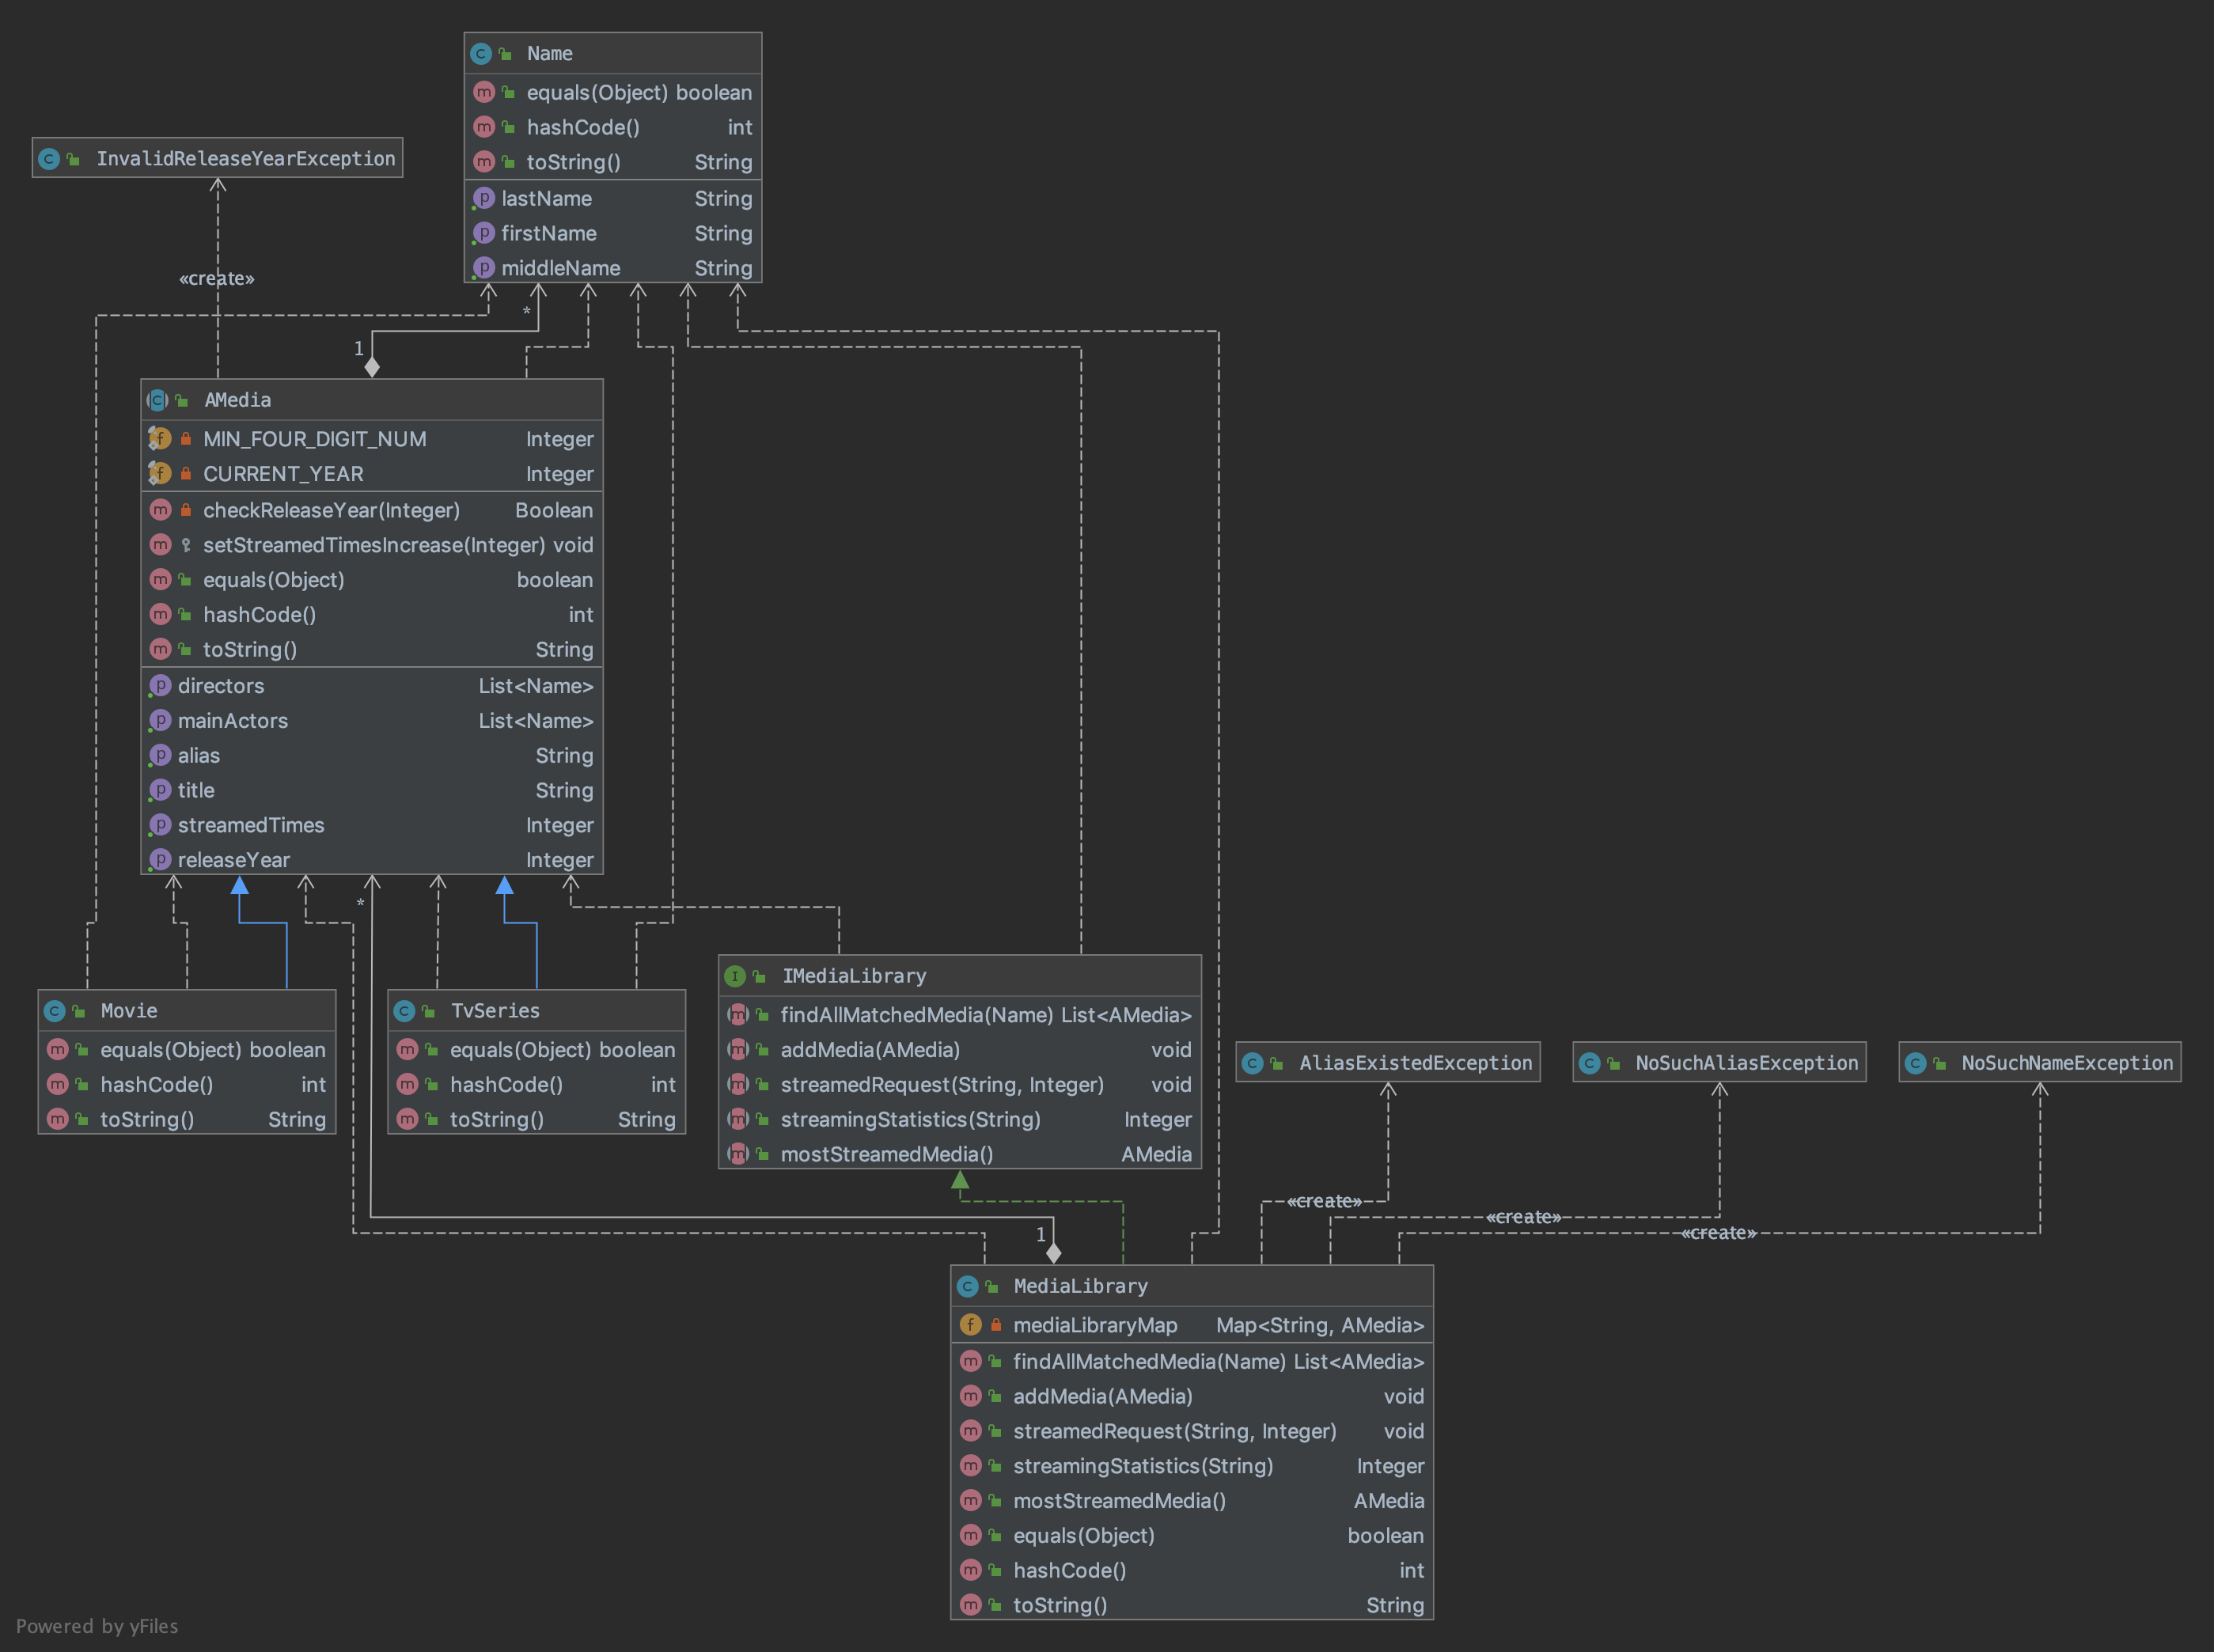 Name
equals(Object) boolean
hashCode() int
toString() String
lastName String
firstName String
middleName String
InvalidReleaseYearException
«create»
*
1
AMedia
MIN_FOUR_DIGIT_NUM Integer
CURRENT_YEAR Integer
checkReleaseYear(Integer) Boolean
setStreamedTimesIncrease(Integer) void
equals(Object) boolean
hashCode() int
toString() String
directors List<Name>
mainActors List<Name>
alias String
title String
streamedTimes Integer
releaseYear Integer
*
Movie
equals(Object) boolean
hashCode() int
toString() String
TvSeries
equals(Object) boolean
hashCode() int
toString() String
IMediaLibrary
findAllMatchedMedia(Name) List<AMedia>
addMedia(AMedia) void
streamedRequest(String, Integer) void
streamingStatistics(String) Integer
mostStreamedMedia() AMedia
AliasExistedException
NoSuchAliasException
NoSuchNameException
«create»
«create»
«create»
1
MediaLibrary
mediaLibraryMap Map<String, AMedia>
findAllMatchedMedia(Name) List<AMedia>
addMedia(AMedia) void
streamedRequest(String, Integer) void
streamingStatistics(String) Integer
mostStreamedMedia() AMedia
equals(Object) boolean
hashCode() int
toString() String
Powered by yFiles